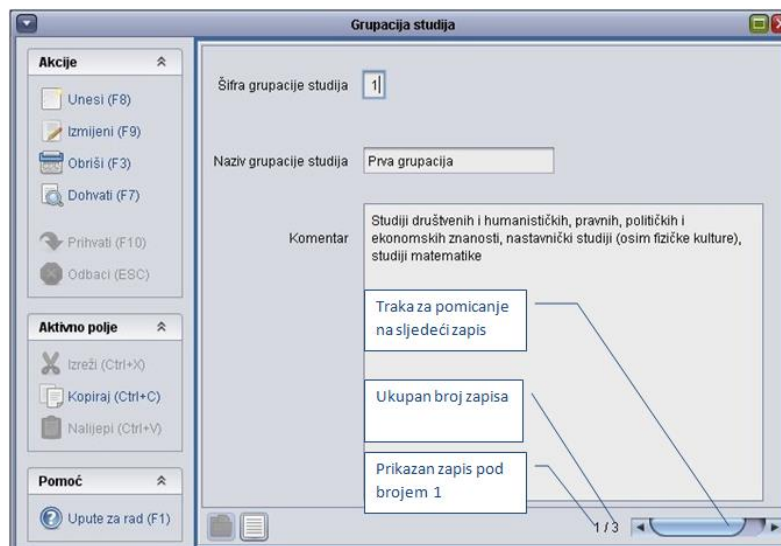 Grupacija studija
Akcije
Unesi (F8)
Izmijeni (F9)
Obriši (F3)
Dohvati (F7)
Prihvati (F10)
Odbaci (ESC)
Aktivno polje
Izreži (Ctrl+X)
Kopiraj (Ctrl+C)
Nalijepi (Ctrl+V)
Pomoć
Upute za rad (F1)
Šifra grupacije studija 1
Naziv grupacije studija Prva grupacija
Komentar
Studiji društvenih i humanističkih, pravnih, političkih i
ekonomskih znanosti, nastavnički studiji (osim fizičke kulture),
studiji matematike
Traka za pomicanje
na sljedeći zapis
Ukupan broj zapisa
Prikazan zapis pod
brojem 1
1 / 3